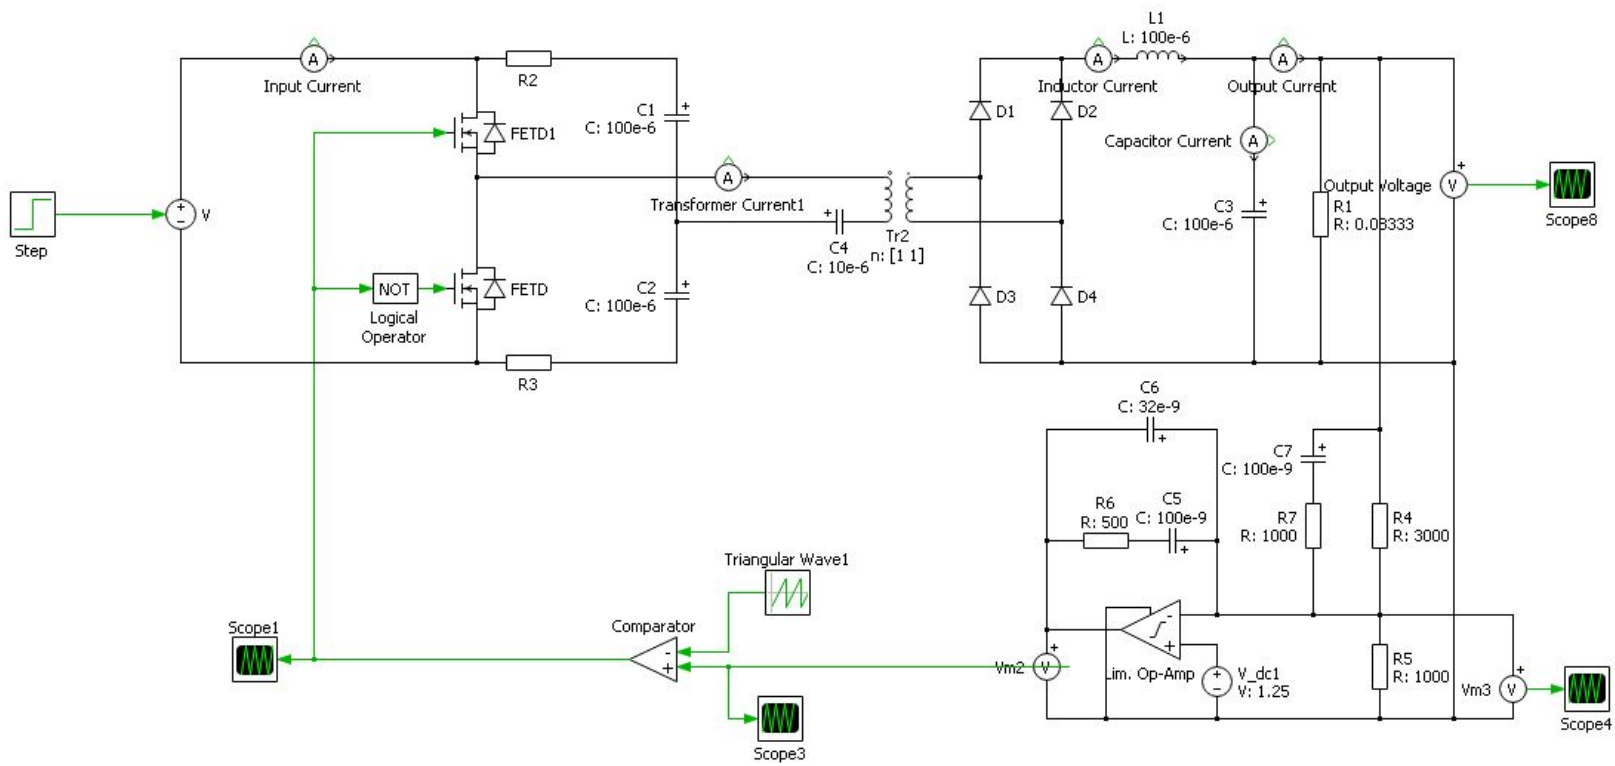 L1
L: 100e-6
A
Input Current
R2
A
Inductor Current
A
Output Current
C1
+
C: 100e-6
FETD1
D1
D2
Capacitor Current
A
+
A
Transformer Current1
Step
+
-
V
+
C4
C: 10e-6
Tr2
n: [1 1]
C3
+
C: 100e-6
Output Voltage
+
V
R1
R: 0.08333
Scope8
NOT
Logical
Operator
FETD
C2
+
C: 100e-6
D3
D4
R3
C6
C: 32e-9
+
C7
+
C: 100e-9
R6
R: 500
C5
C: 100e-9
+
R7
R: 1000
R4
R: 3000
Triangular Wave1
Scope1
Comparator
-
+
Vm2
+
V
-
+
Lim. Op-Amp
+
-
V_dc1
V: 1.25
R5
R: 1000
Vm3
+
V
Scope4
Scope3